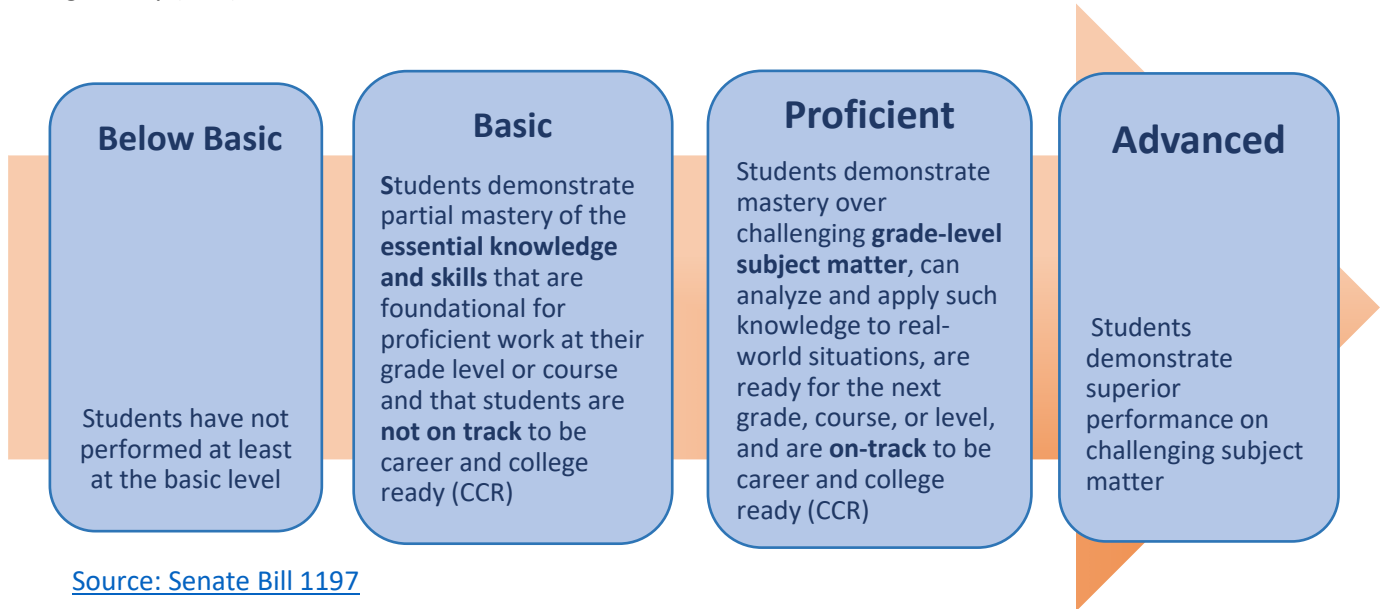 Below Basic
Students have not
performed at least
at the basic level
Basic
Students demonstrate
partial mastery of the
essential knowledge
and skills that are
foundational for
proficient work at their
grade level or course
and that students are
not on track to be
career and college
ready (CCR)
Proficient
Students demonstrate
mastery over
challenging grade-level
subject matter, can
analyze and apply such
knowledge to real-
world situations, are
ready for the next
grade, course, or level,
and are on-track to be
career and college
ready (CCR)
Advanced
Students
demonstrate
superior
performance on
challenging subject
matter
Source: Senate Bill 1197